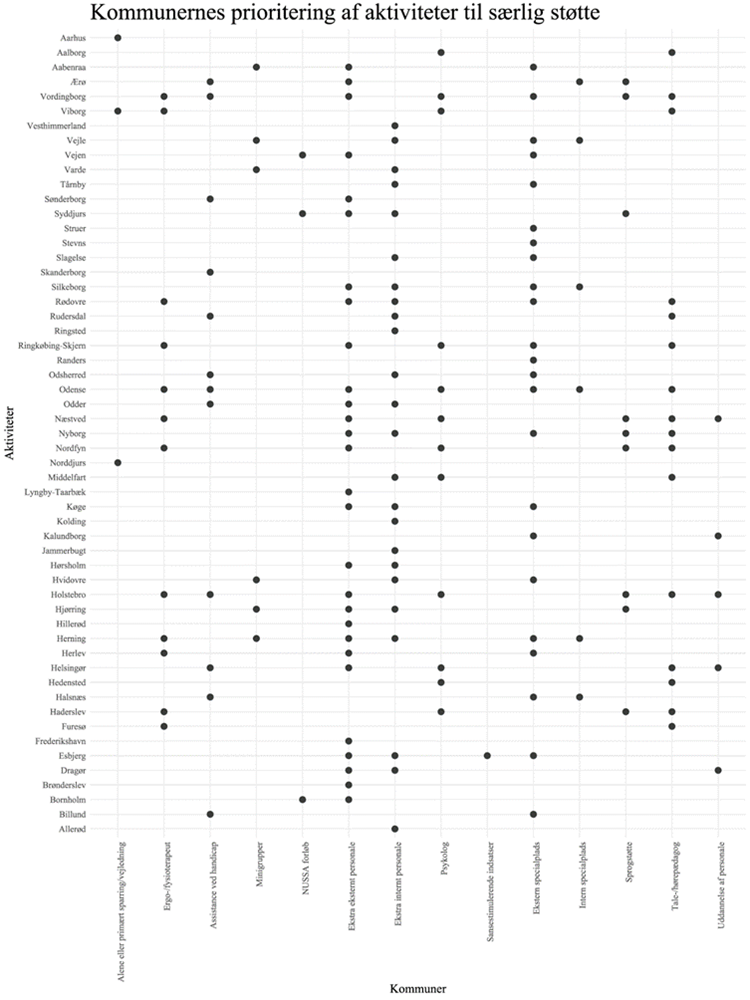 Kommunernes prioritering af aktiviteter til særlig støtte
Aarhus
Aalborg
Aabenraa
Ærø
Vordingborg
Viborg
Vesthimmerland
Vejle
Vejen
Varde
Tårnby
Sønderborg
Syddjurs
Struer
Stevns
Slagelse
Skanderborg
Silkeborg
Rødovre
Rudersdal
Ringsted
Ringkøbing-Skjern
Randers
Odsherred
Odense
Odder
Næstved
Nyborg
Nordfyn
Norddjurs
Middelfart
Lyngby-Taarbæk
Køge
Kolding
Kalundborg
Jammerbugt
Hørsholm
Hvidovre
Holstebro
Hjørring
Hillerød
Herning
Herlev
Helsingør
Hedensted
Halsnæs
Haderslev
Furesø
Frederikshavn
Esbjerg
Dragør
Brønderslev
Bornholm
Billund
Allerød
Aktiviteter
Alene eller primært sparring/vejledning
Ergo-/fysioterapeut
Assistance ved handicap
Minigrupper
NUSSA forløb
Ekstra eksternt personale
Ekstra internt personale
Psykolog
Sansestimulerende indsatser
Ekstern specialplads
Intern specialplads
Sprogstøtte
Tale-/hørepædagog
Uddannelse af personale
Kommuner